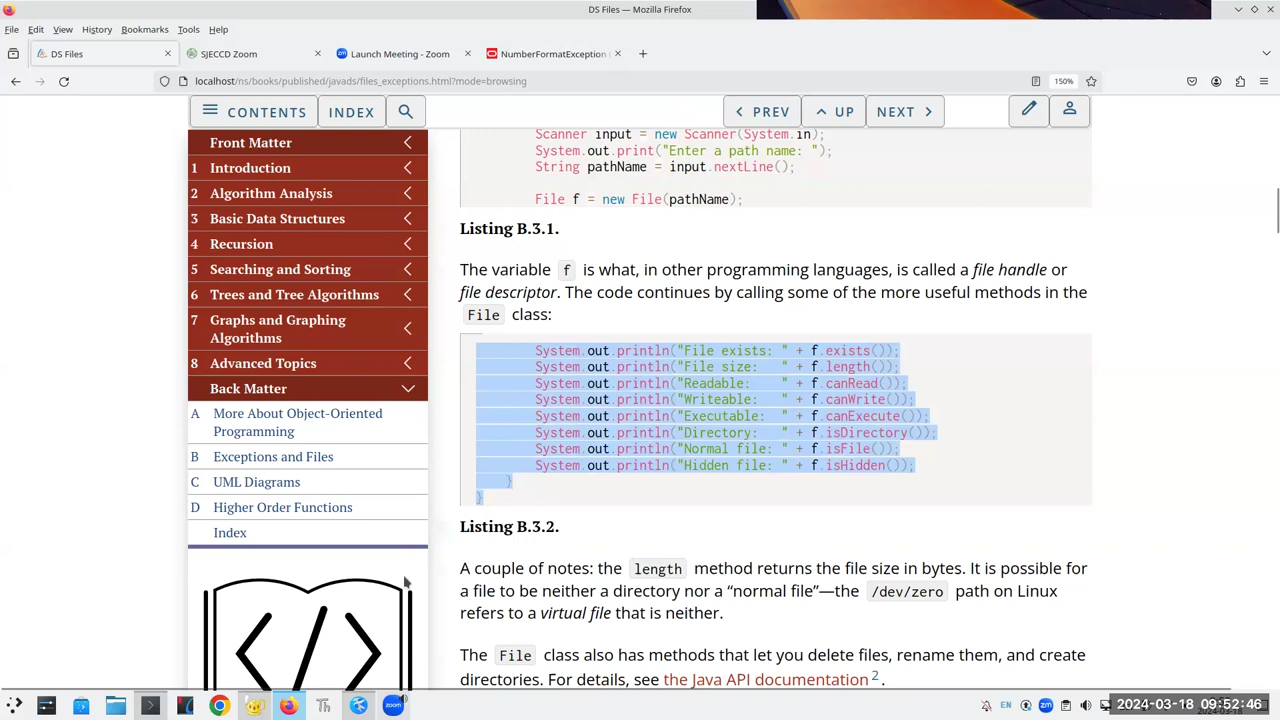 DS Files — Mozilla Firefox
File Edit View History Bookmarks Tools Help
DS Files
SJECCD Zoom
Launch Meeting - Zoom
NumberFormatException (
localhost/ns/books/published/javads/files_exceptions.html?mode=browsing
150%
CONTENTS
INDEX
PREV
UP
NEXT
Front Matter
1 Introduction
2 Algorithm Analysis
3 Basic Data Structures
4 Recursion
5 Searching and Sorting
6 Trees and Tree Algorithms
7 Graphs and Graphing
Algorithms
8 Advanced Topics
Back Matter
A More About Object-Oriented
Programming
B Exceptions and Files
C UML Diagrams
D Higher Order Functions
Index
</>
Scanner input = new Scanner(System.in);
System.out.print("Enter a path name: ");
String pathName = input.nextLine();
File f = new File(pathName);
Listing B.3.1.
The variable f is what, in other programming languages, is called a file handle or
file descriptor. The code continues by calling some of the more useful methods in the
File class:
System.out.println("File exists: " + f.exists());
System.out.println("File size:   " + f.length());
System.out.println("Readable:    " + f.canRead());
System.out.println("Writeable:   " + f.canWrite());
System.out.println("Executable:  " + f.canExecute());
System.out.println("Directory:   " + f.isDirectory());
System.out.println("Normal file: " + f.isFile());
System.out.println("Hidden file: " + f.isHidden());
}
}
Listing B.3.2.
A couple of notes: the length method returns the file size in bytes. It is possible for
a file to be neither a directory nor a “normal file”—the /dev/zero path on Linux
refers to a virtual file that is neither.
The File class also has methods that let you delete files, rename them, and create
directories. For details, see the Java API documentation 2.
Th
zoom
EN
zm
2024-03-18 09:52:46